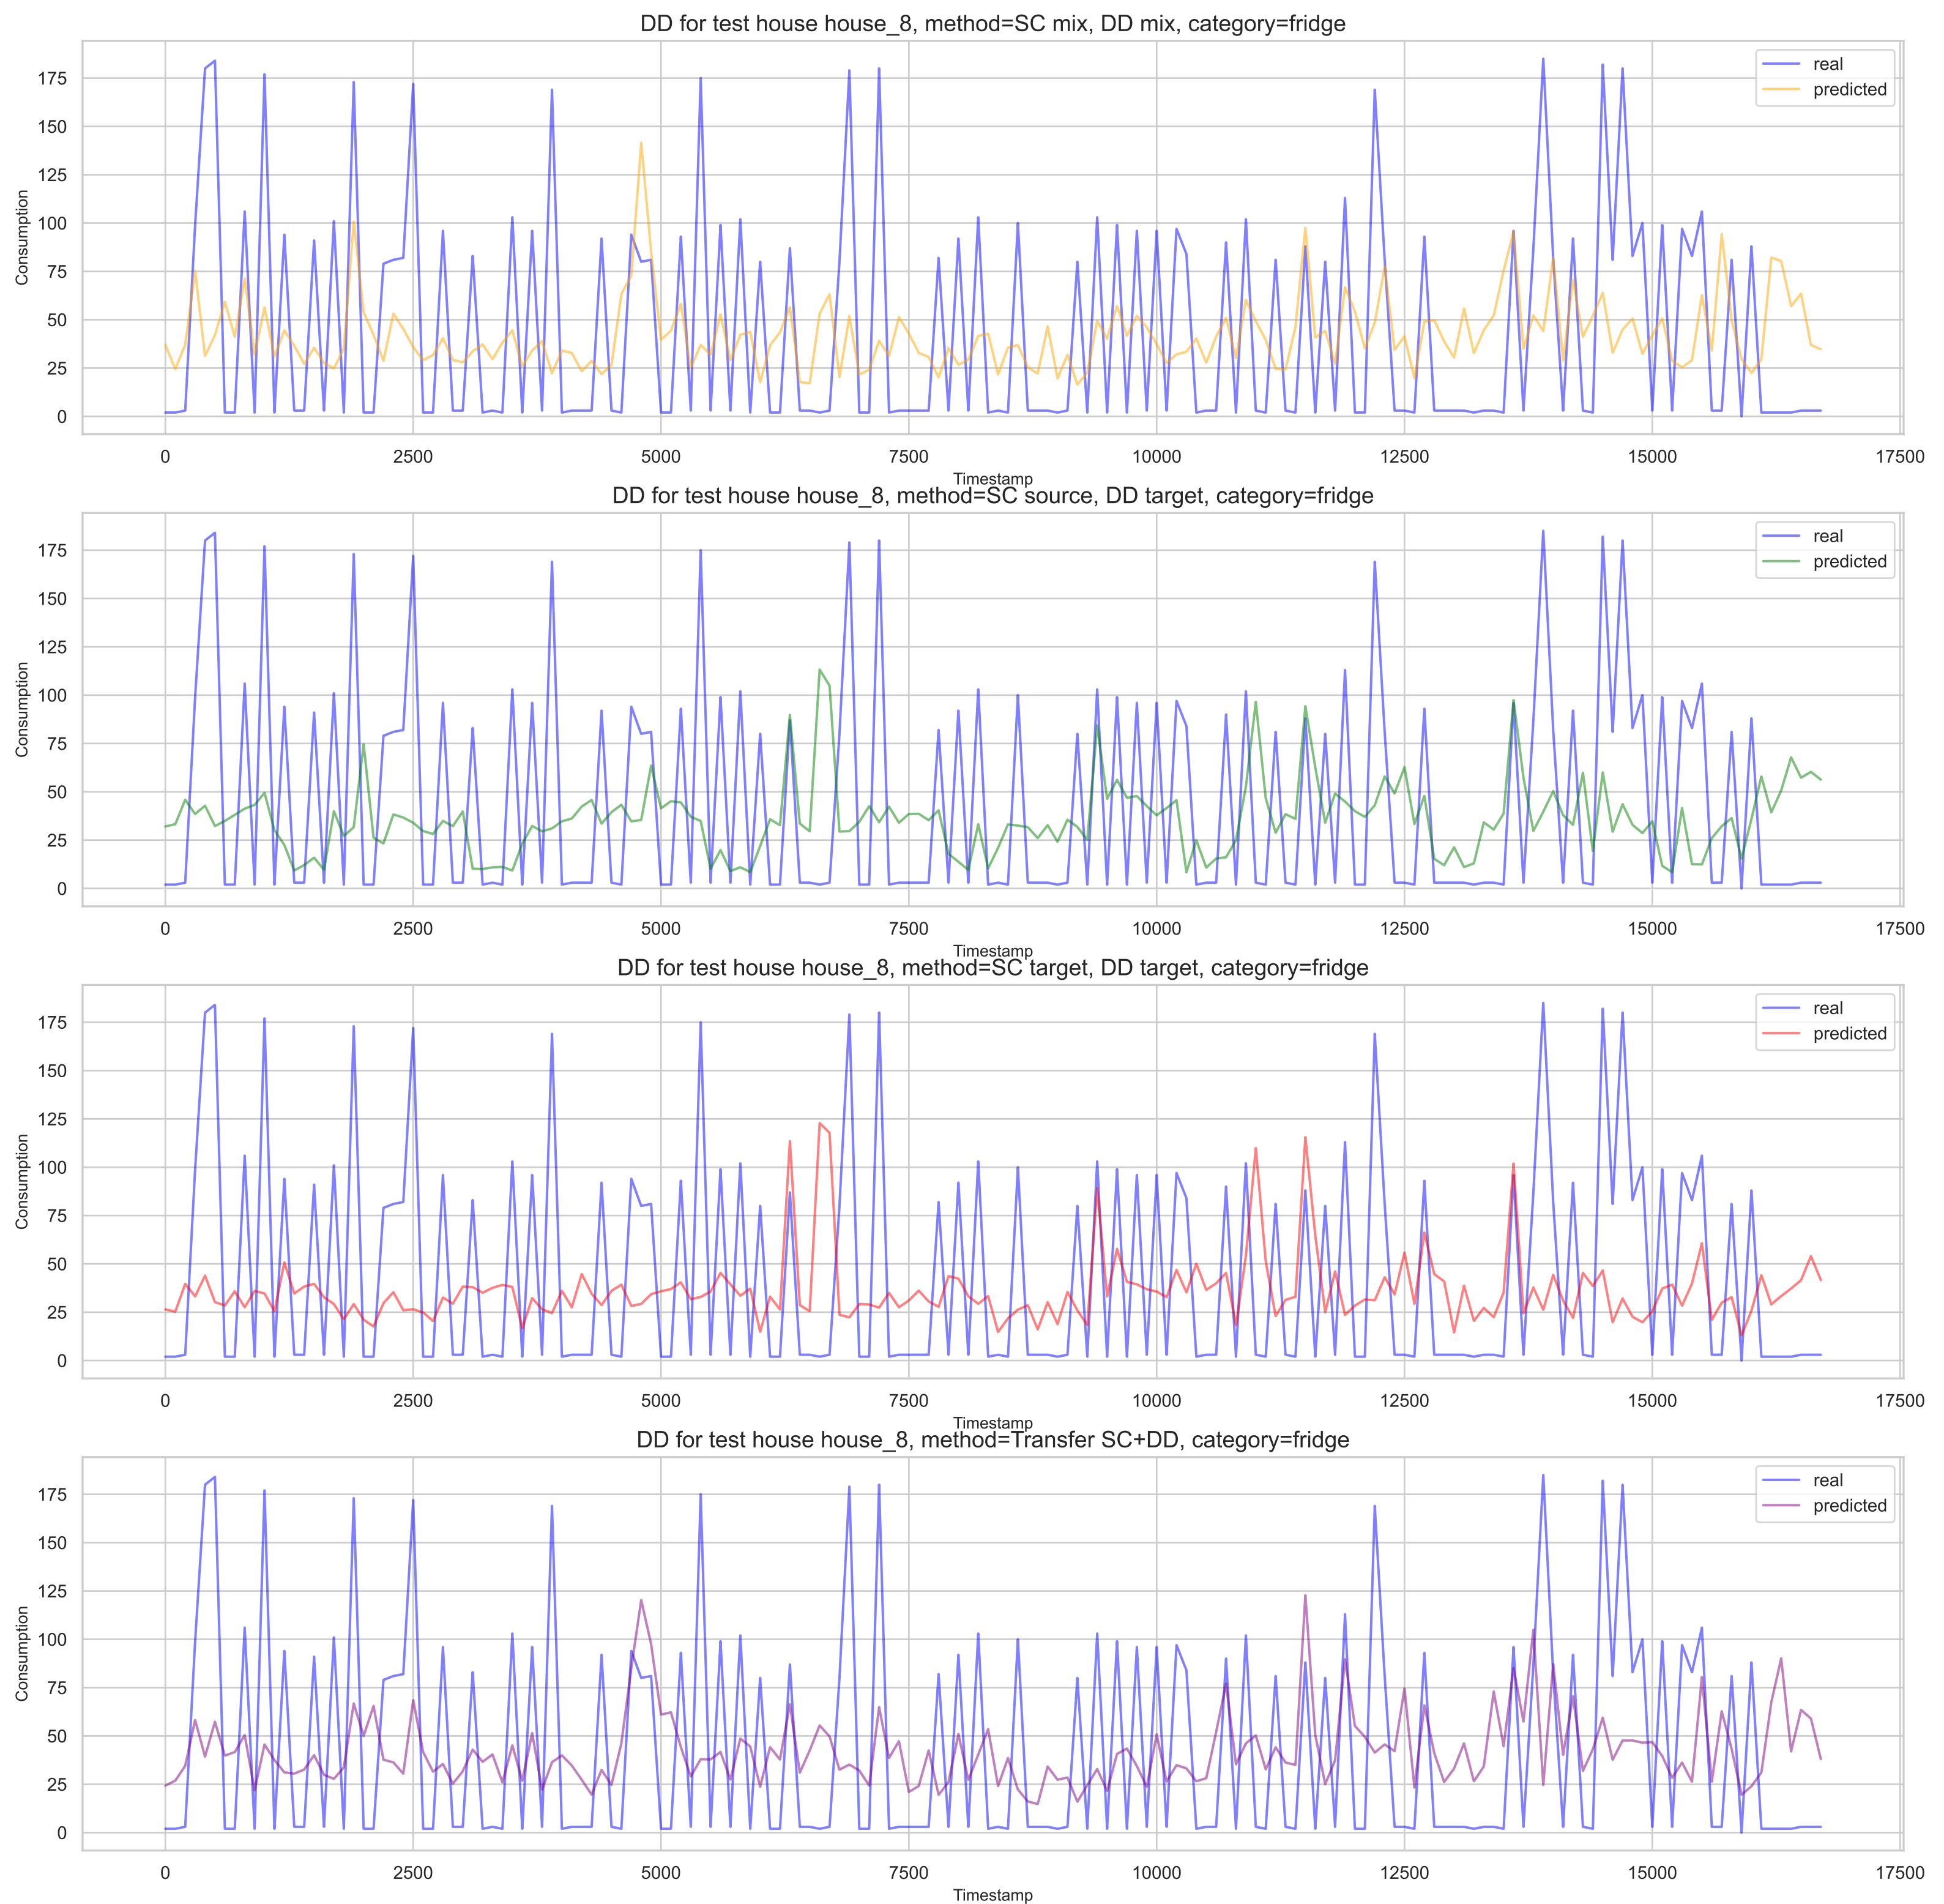 DD for test house house_8, method=SC mix, DD mix, category=fridge
175
150
125
100
75
50
25
0
Consumption
real
predicted
0 2500 5000 7500 10000 12500 15000 17500
Timestamp
DD for test house house_8, method=SC source, DD target, category=fridge
175
150
125
100
75
50
25
0
Consumption
real
predicted
0 2500 5000 7500 10000 12500 15000 17500
Timestamp
DD for test house house_8, method=SC target, DD target, category=fridge
175
150
125
100
75
50
25
0
Consumption
real
predicted
0 2500 5000 7500 10000 12500 15000 17500
Timestamp
DD for test house house_8, method=Transfer SC+DD, category=fridge
175
150
125
100
75
50
25
0
Consumption
real
predicted
0 2500 5000 7500 10000 12500 15000 17500
Timestamp